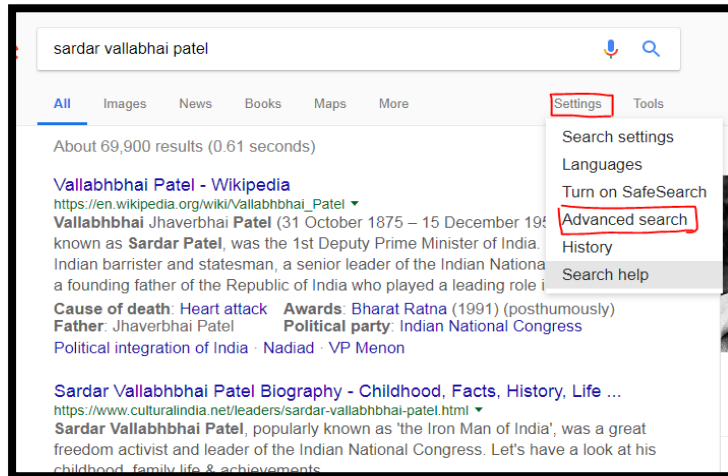 sardar vallabhai patel
All Images News Books Maps More Settings Tools
About 69,900 results (0.61 seconds)
Search settings
Languages
Turn on SafeSearch
Advanced search
History
Search help
Vallabhbhai Patel - Wikipedia
https://en.wikipedia.org/wiki/Vallabhbhai_Patel
Vallabhbhai Jhaverbhai Patel (31 October 1875 – 15 December 195
known as Sardar Patel, was the 1st Deputy Prime Minister of India.
Indian barrister and statesman, a senior leader of the Indian Nationa
a founding father of the Republic of India who played a leading role i
Cause of death: Heart attack Awards: Bharat Ratna (1991) (posthumously)
Father: Jhaverbhai Patel Political party: Indian National Congress
Political integration of India · Nadiad · VP Menon
Sardar Vallabhbhai Patel Biography - Childhood, Facts, History, Life ...
https://www.culturalindia.net/leaders/sardar-vallabhbhai-patel.html
Sardar Vallabhbhai Patel, popularly known as 'the Iron Man of India', was a great
freedom activist and leader of the Indian National Congress. Let's have a look at his
childhood, family life & achievements